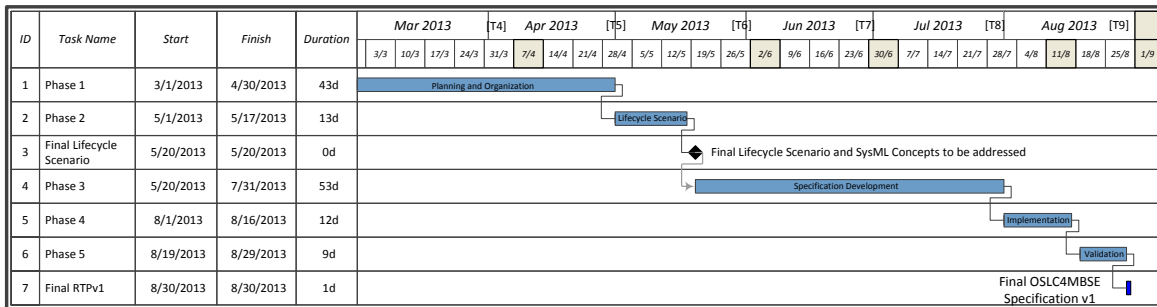 ID Task Name Start Finish Duration Mar 2013 [T4] Apr 2013 [T5] May 2013 [T6] Jun 2013 [T7] Jul 2013 [T8] Aug 2013 [T9]
3/3 10/3 17/3 24/3 31/3 7/4 14/4 21/4 28/4 5/5 12/5 19/5 26/5 2/6 9/6 16/6 23/6 30/6 7/7 14/7 21/7 28/7 4/8 11/8 18/8 25/8 1/9
1 Phase 1 3/1/2013 4/30/2013 43d Planning and Organization
2 Phase 2 5/1/2013 5/17/2013 13d Lifecycle Scenario
3 Final Lifecycle
Scenario 5/20/2013 5/20/2013 0d Final Lifecycle Scenario and SysML Concepts to be addressed
4 Phase 3 5/20/2013 7/31/2013 53d Specification Development
5 Phase 4 8/1/2013 8/16/2013 12d Implementation
6 Phase 5 8/19/2013 8/29/2013 9d Validation
7 Final RTPv1 8/30/2013 8/30/2013 1d Final OSLC4MBSE
Specification v1